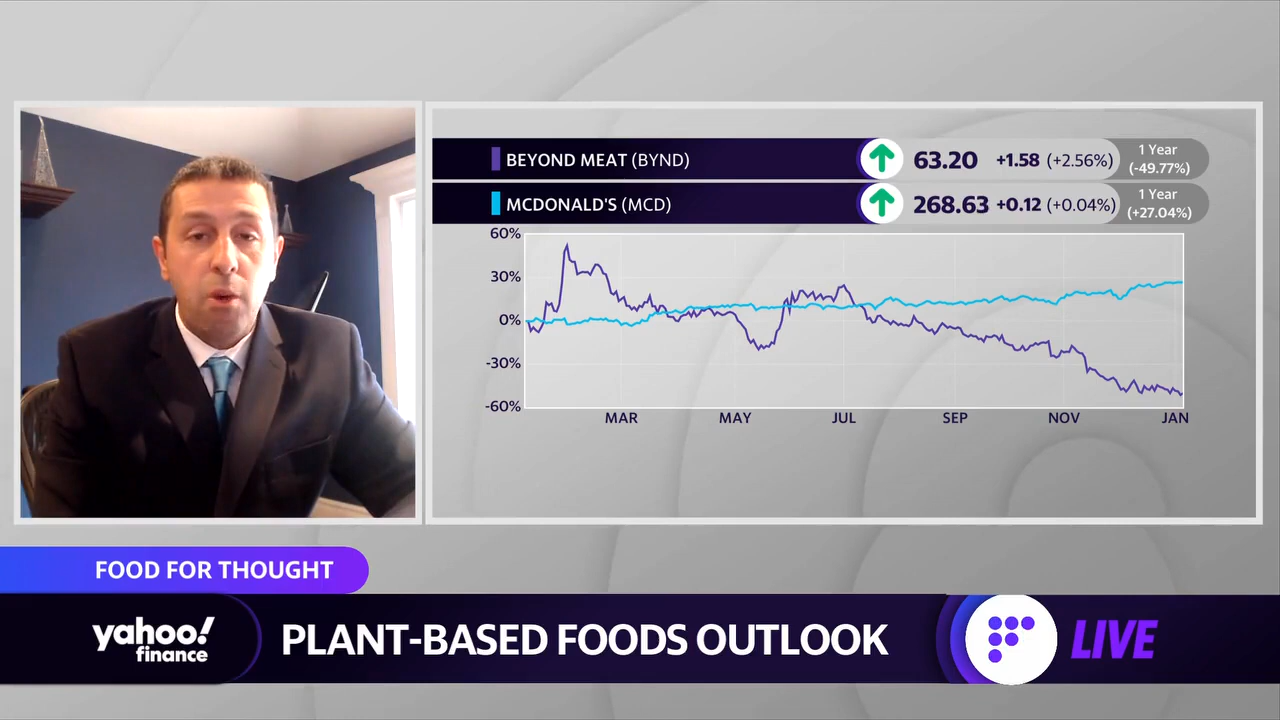 BEYOND MEAT (BYND) 63.20 +1.58 (+2.56%) 1 Year (-49.77%)
MCDONALD'S (MCD) 268.63 +0.12 (+0.04%) 1 Year (+27.04%)
60%
30%
0%
-30%
-60%
MAR MAY JUL SEP NOV JAN
FOOD FOR THOUGHT
yahoo! finance
PLANT-BASED FOODS OUTLOOK
LIVE